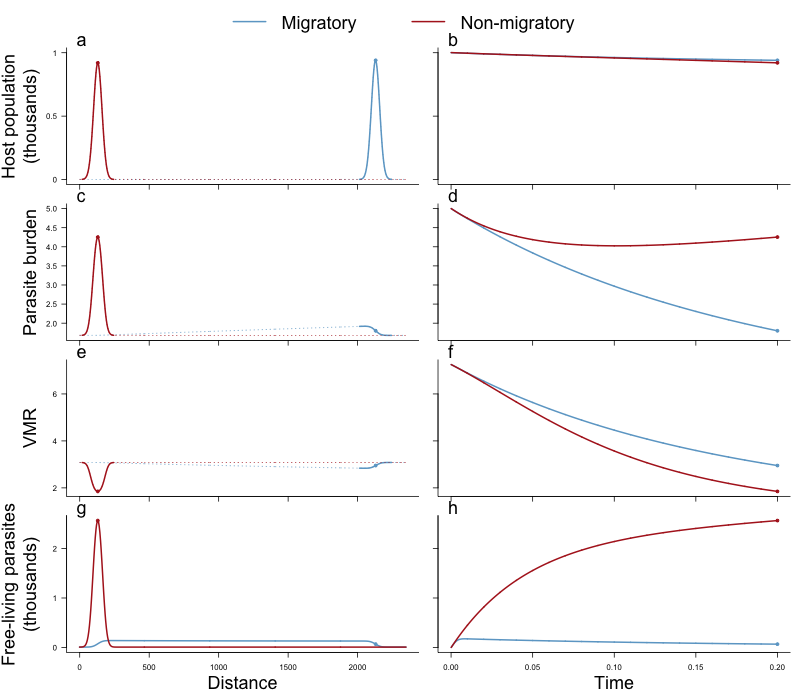 Migratory Non-migratory
a b
Host population
(thousands)
1
0.5
0
c d
Parasite burden
5.0
4.5
4.0
3.5
3.0
2.5
2.0
e f
VMR
6
4
2
g h
Free-living parasites
(thousands)
2
1
0
0 500 1000 1500 2000
0.00 0.05 0.10 0.15 0.20
Distance Time